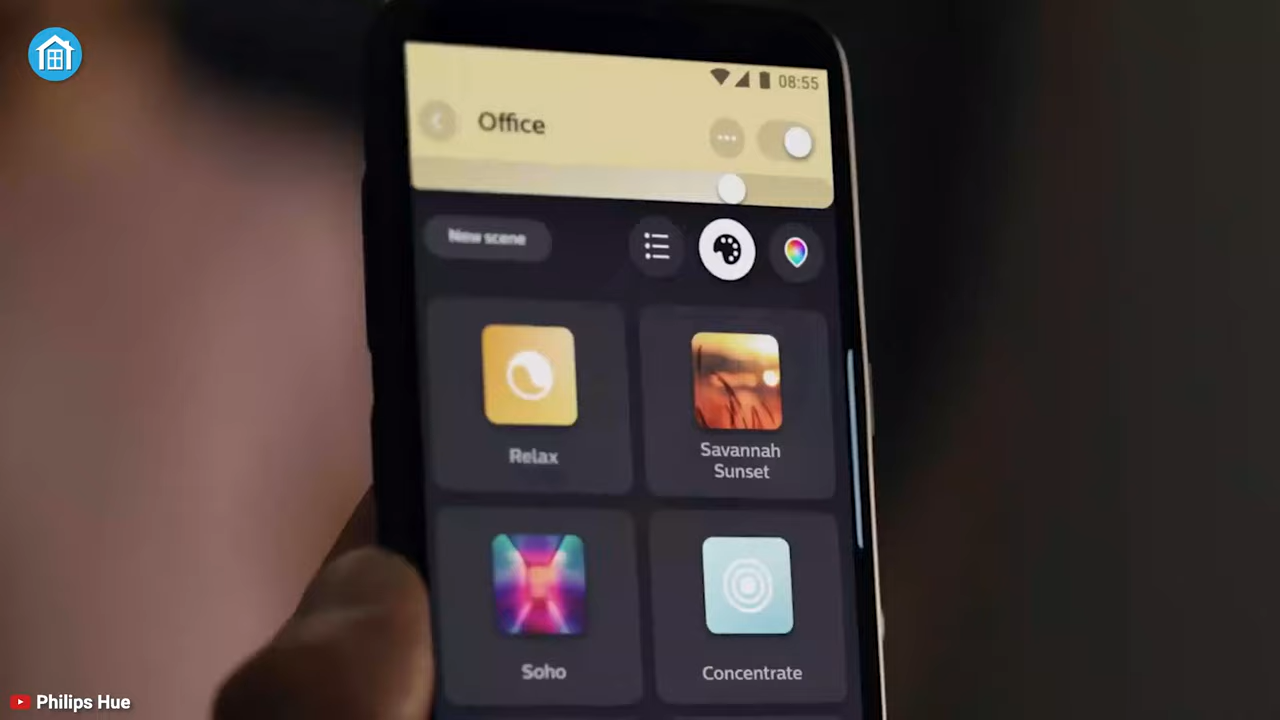 08:55
Office
New scene
Relax
Savannah
Sunset
Soho
Concentrate
Philips Hue